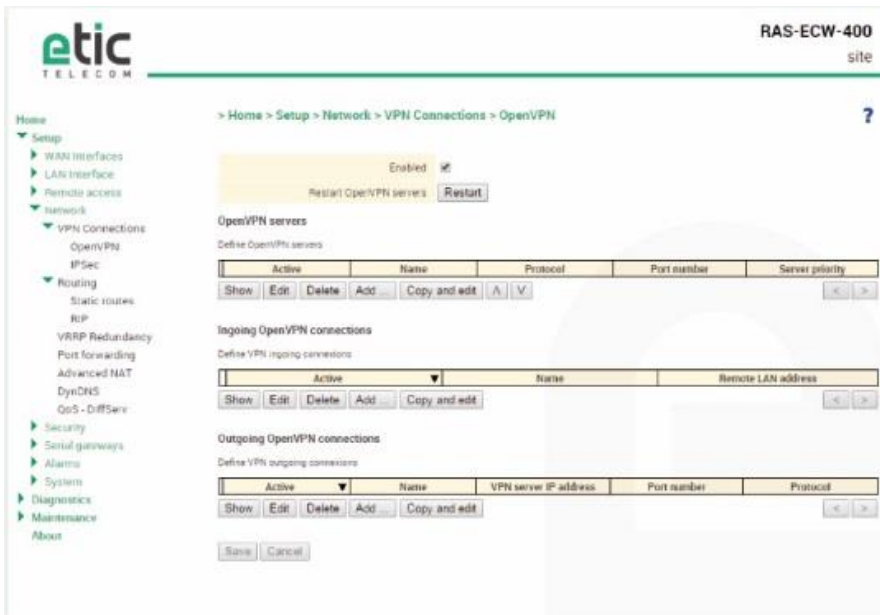 etic
TELECOM
RAS-ECW-400
site
Home
Setup
WAN Interfaces
LAN Interface
Remote access
Network
VPN Connections
OpenVPN
IPSec
Routing
Static routes
RIP
VRRP Redundancy
Port forwarding
Advanced NAT
DynDNS
QoS - DiffServ
Security
Serial gateways
Alarms
System
Diagnostics
Maintenance
About
> Home > Setup > Network > VPN Connections > OpenVPN
?
Enabled
Restart OpenVPN servers Restart
OpenVPN servers
Define OpenVPN servers
Active Name Protocol Port number Server priority
Show Edit Delete Add ... Copy and edit Λ V < >
Ingoing OpenVPN connections
Define VPN ingoing connexions
Active ▼ Name Remote LAN address
Show Edit Delete Add ... Copy and edit < >
Outgoing OpenVPN connections
Define VPN outgoing connexions
Active ▼ Name VPN server IP address Port number Protocol
Show Edit Delete Add ... Copy and edit < >
Save Cancel